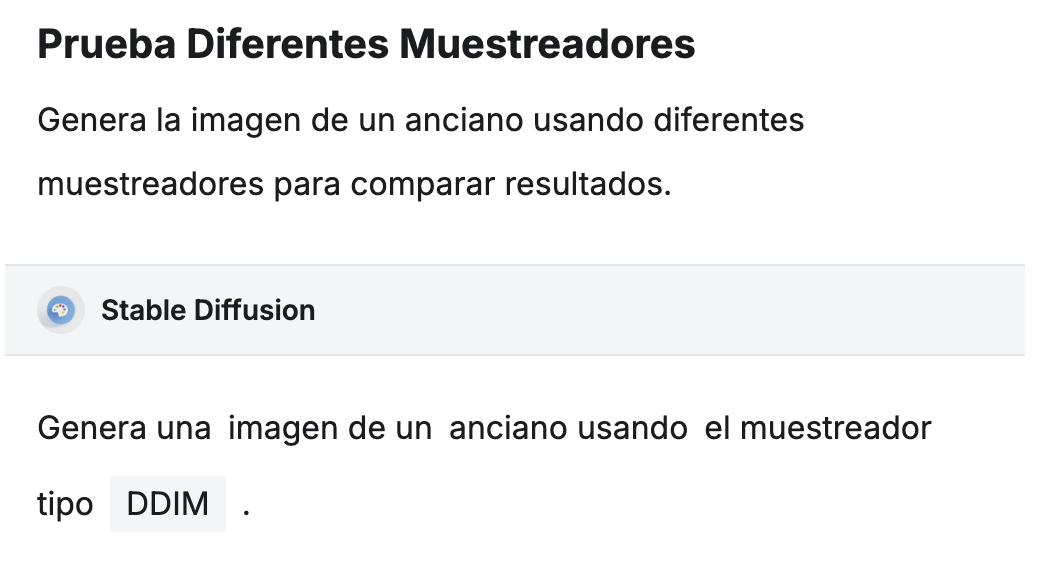 Prueba Diferentes Muestreadores
Genera la imagen de un anciano usando diferentes
muestreadores para comparar resultados.
Stable Diffusion
Genera una imagen de un anciano usando el muestreador
tipo DDIM .